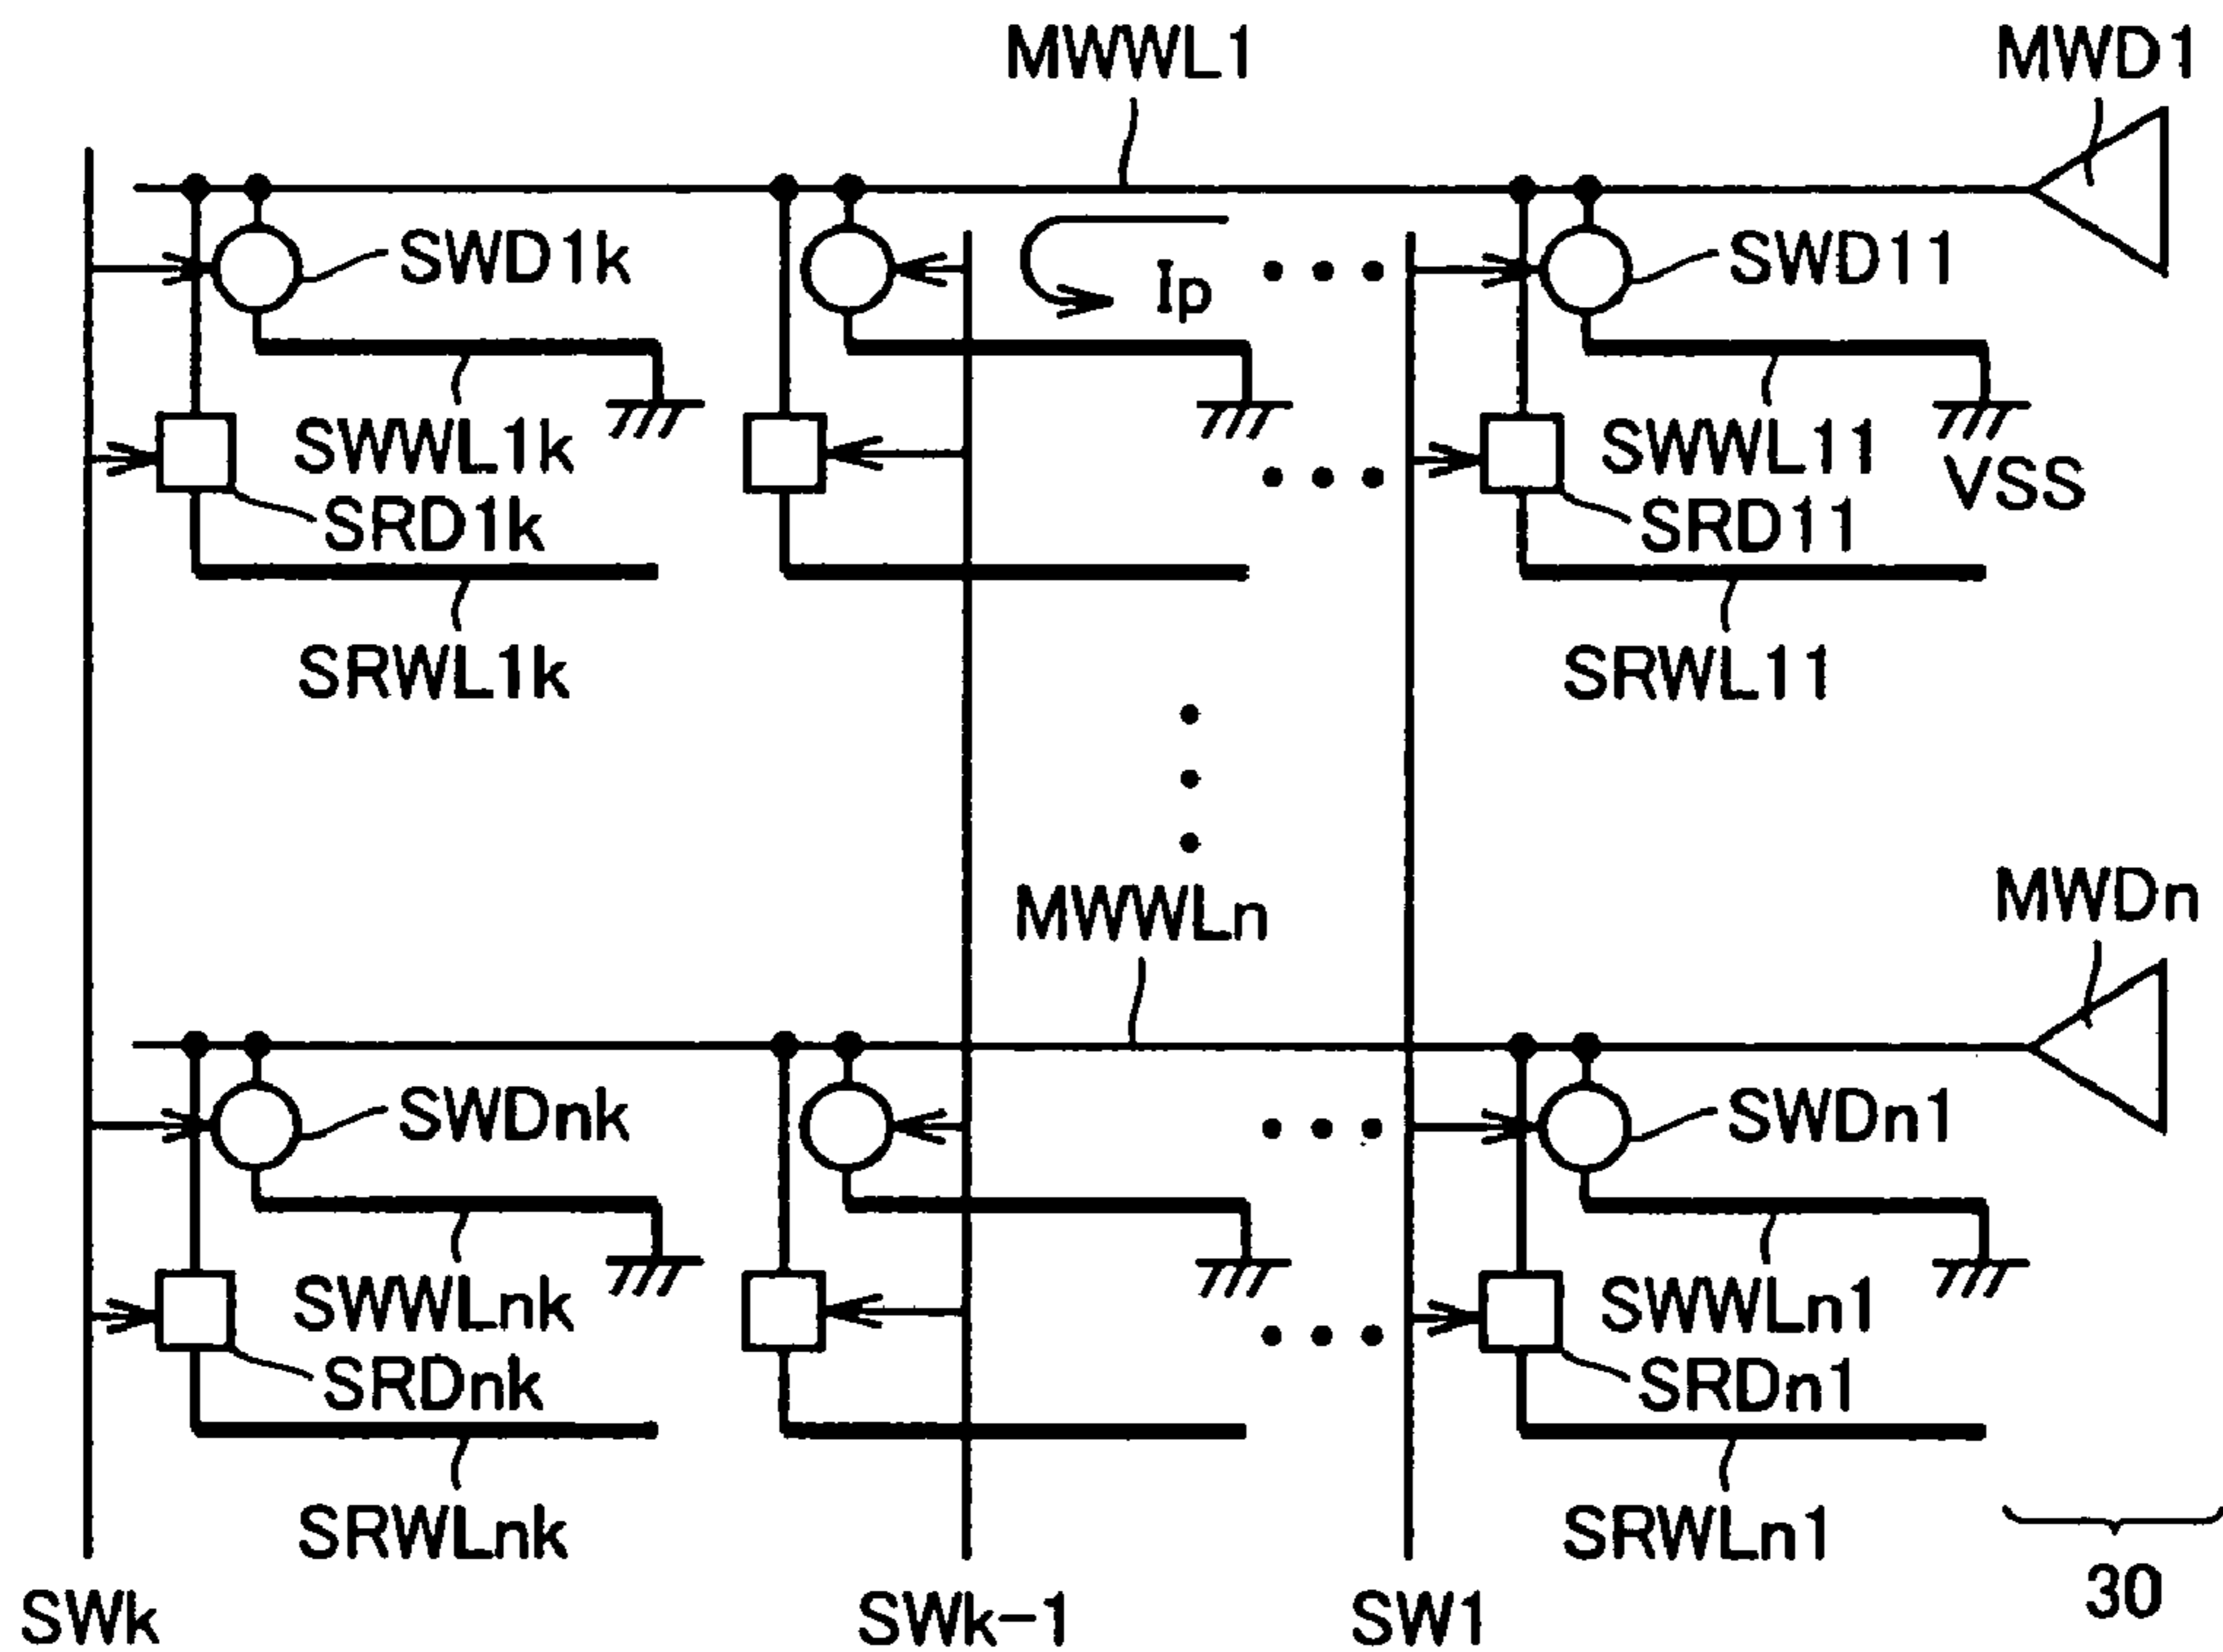 MWWL1
MWD1
SWD1k
Ip
SWD11
SWWL1k
SWWL11
VSS
SRD1k
SRD11
SRWL1k
SRWL11
MWWLn
MWDn
SWDnk
SWDn1
SWWLnk
SWWLn1
SRDnk
SRDn1
SRWLnk
SRWLn1
30
SWk
SWk-1
SW1